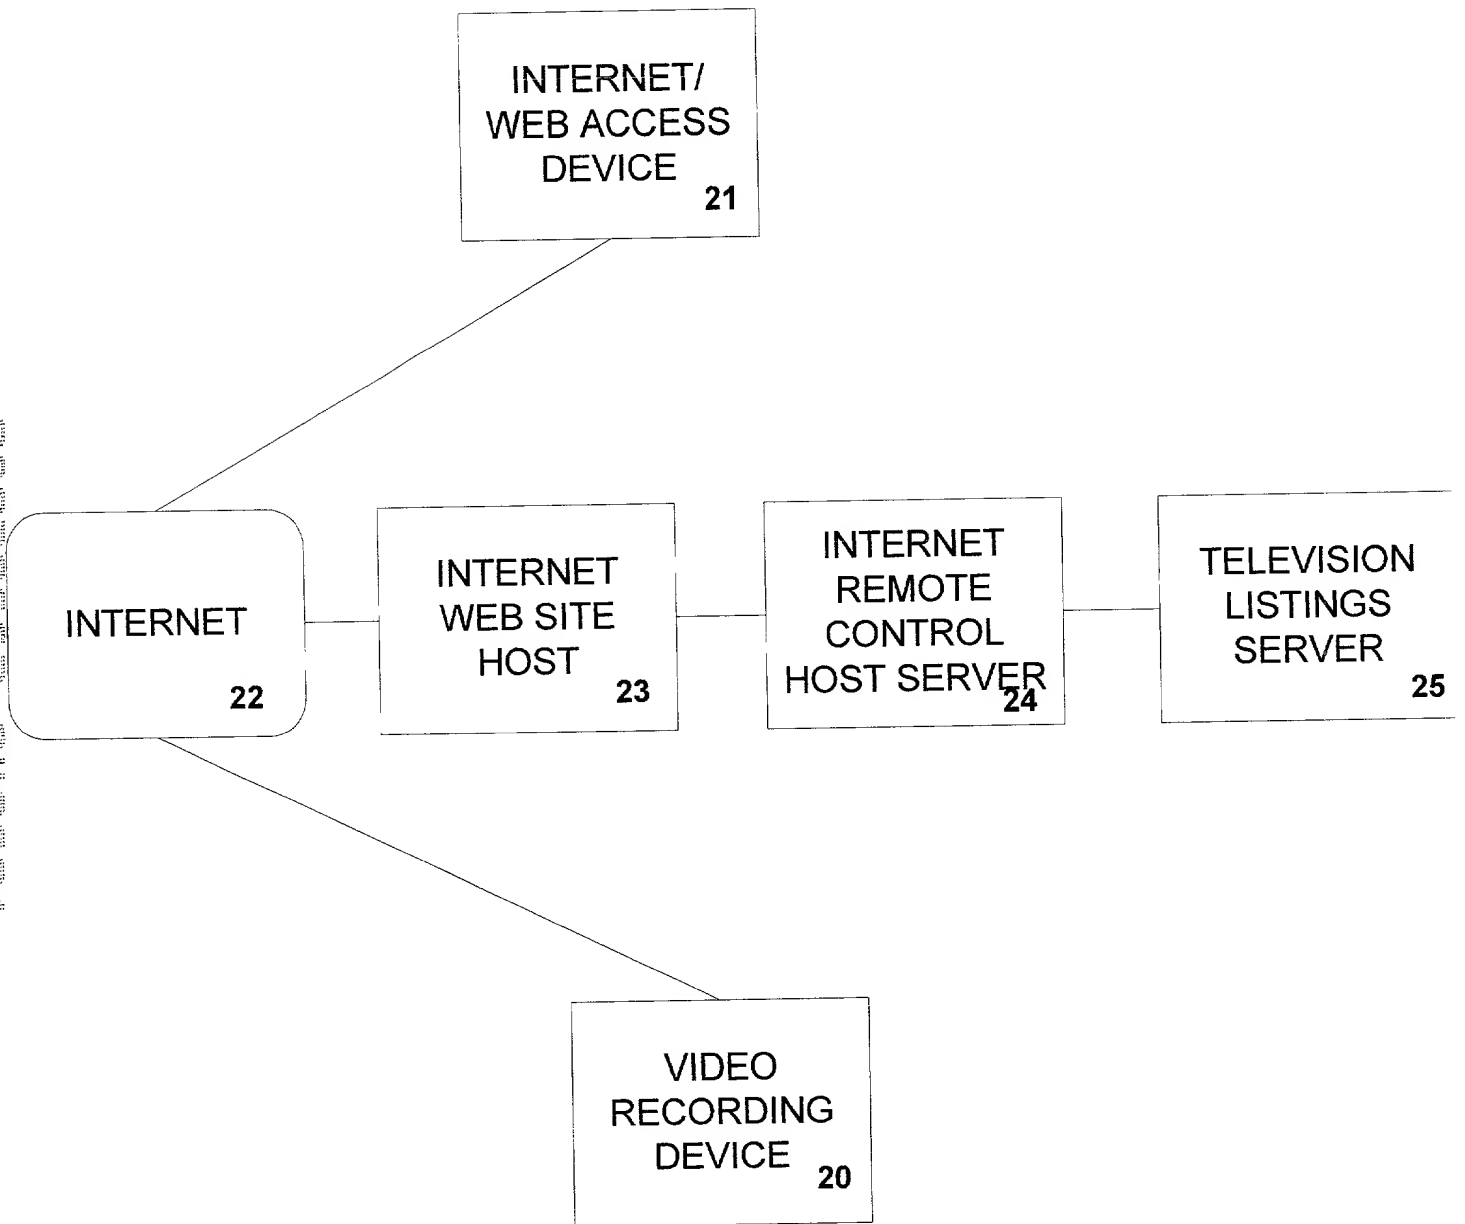 INTERNET/
WEB ACCESS
DEVICE
21
INTERNET
22
INTERNET
WEB SITE
HOST
23
INTERNET
REMOTE
CONTROL
HOST SERVER
24
TELEVISION
LISTINGS
SERVER
25
VIDEO
RECORDING
DEVICE
20